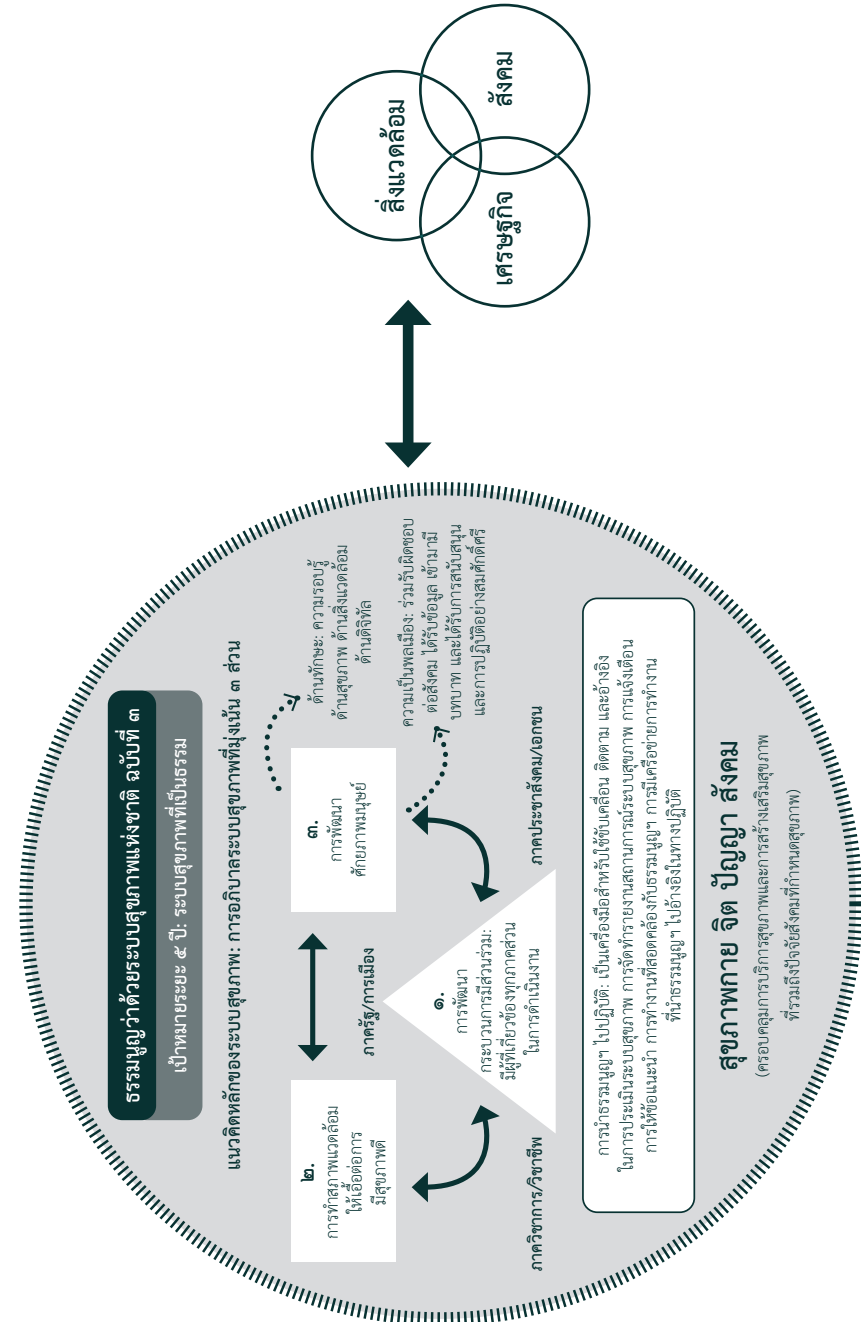 ธรรมนูญว่าด้วยระบบสุขภาพแห่งชาติ ฉบับที่ ๓
เป้าหมายระยะ ๕ ปี: ระบบสุขภาพที่เป็นธรรม
แนวคิดหลักของระบบสุขภาพ: การอภิบาลระบบสุขภาพที่มุ่งเน้น ๓ ส่วน
๒.
การทำสภาพแวดล้อม
ให้เอื้อต่อการ
มีสุขภาพดี
๓.
การพัฒนา
ศักยภาพมนุษย์
ด้านทักษะ: ความรอบรู้
ด้านสุขภาพ ด้านสิ่งแวดล้อม
ด้านดิจิทัล
ความเป็นพลเมือง: ร่วมรับผิดชอบ
ต่อสังคม ได้รับข้อมูล เข้ามามี
บทบาท และได้รับการสนับสนุน
และการปฏิบัติอย่างสมศักดิ์ศรี
ภาครัฐ/การเมือง
๑.
การพัฒนา
กระบวนการมีส่วนร่วม:
มีผู้ที่เกี่ยวของทุกภาคส่วน
ในการดำเนินงาน
ภาควิชาการ/วิชาชีพ
ภาคประชาสังคม/เอกชน
การนำธรรมนูญฯ ไปปฏิบัติ: เป็นเครื่องมือสำหรับใช้ขับเคลื่อน ติดตาม และอ้างอิง
ในการประเมินระบบสุขภาพ การจัดทำรายงานสถานการณ์ระบบสุขภาพ การแจ้งเตือน
การให้ข้อแนะนำ การทำงานที่สอดคล้องกับธรรมนูญฯ การมีเครือข่ายการทำงาน
ที่นำธรรมนูญฯ ไปอ้างอิงในทางปฏิบัติ
สุขภาพกาย จิต ปัญญา สังคม
(ครอบคลุมการบริการสุขภาพและการสร้างเสริมสุขภาพ
ที่รวมถึงปัจจัยสังคมที่กำหนดสุขภาพ)
สิ่งแวดล้อม
เศรษฐกิจ
สังคม